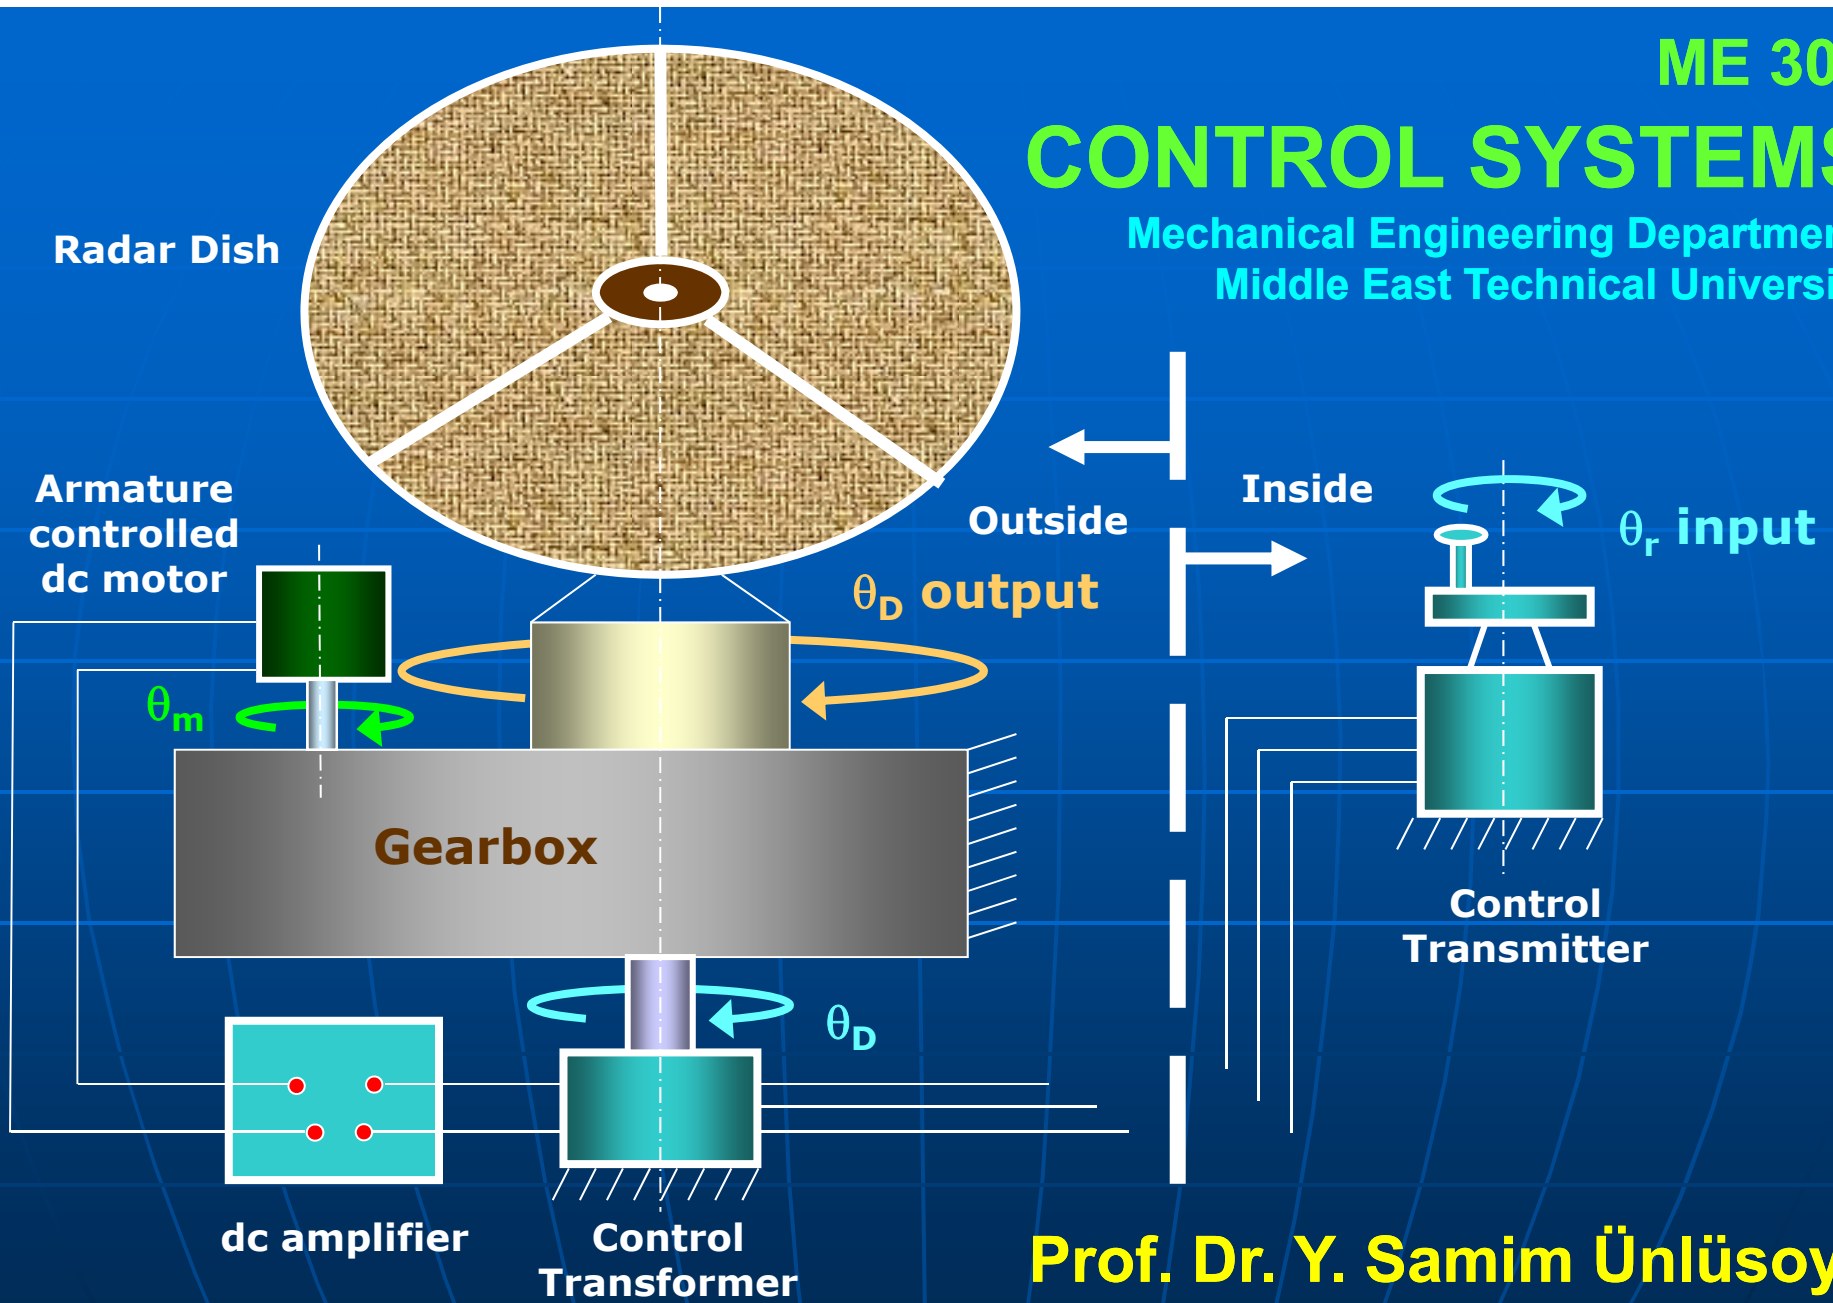 ME 30
CONTROL SYSTEMS
Mechanical Engineering Departmen
Middle East Technical Universi
Radar Dish
Armature
controlled
dc motor
Outside
Inside
θr input
θD output
θm
Gearbox
Control
Transmitter
θD
dc amplifier
Control
Transformer
Prof. Dr. Y. Samim Ünlüsoy